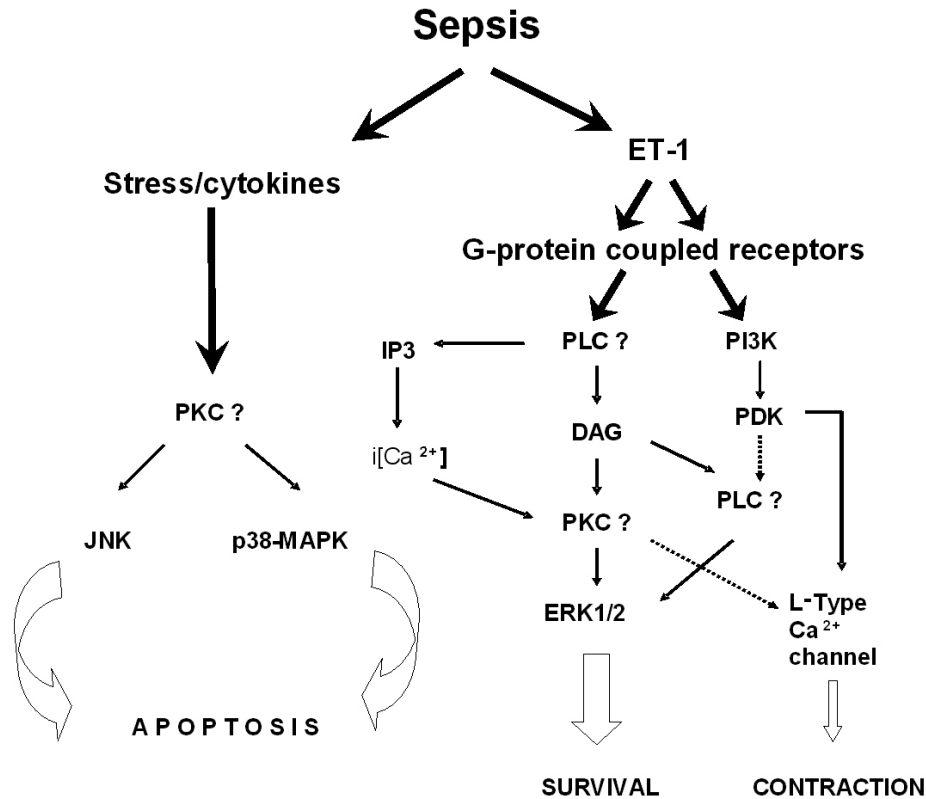 Sepsis
ET-1
Stress/cytokines
G-protein coupled receptors
IP3
PLC ?
PI3K
PKC ?
DAG
PDK
i[Ca 2+]
PLC ?
PKC ?
JNK
p38-MAPK
ERK1/2
L-Type
Ca 2+
channel
A P O P T O S I S
SURVIVAL
CONTRACTION